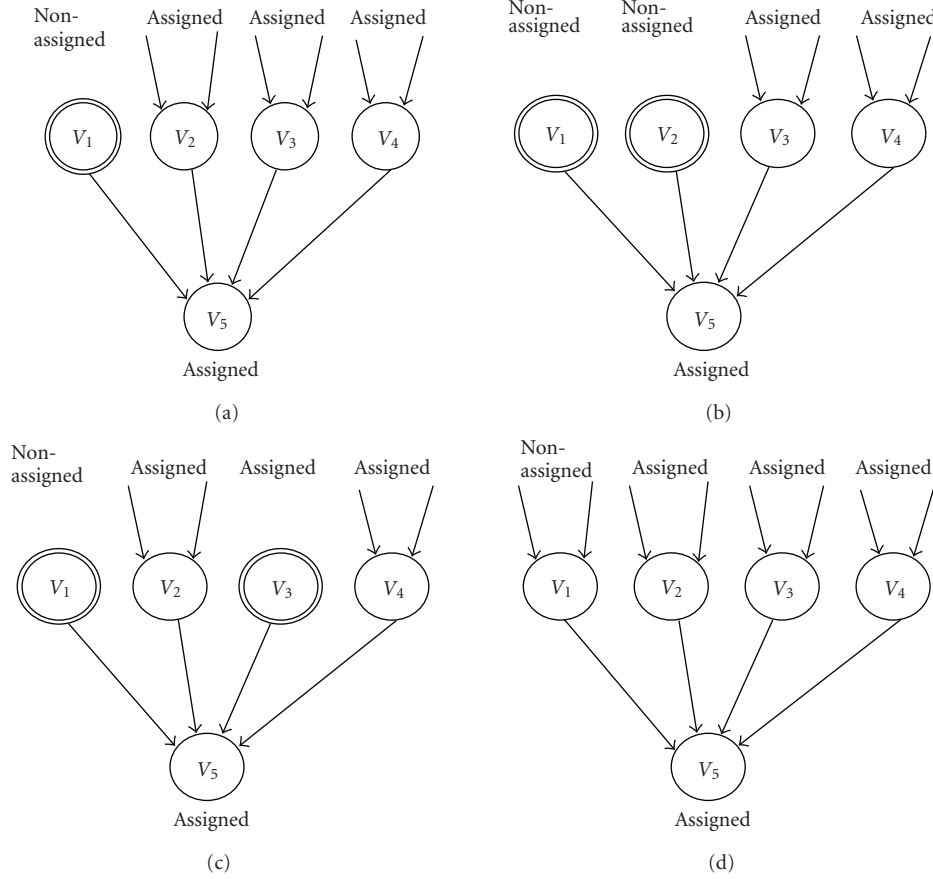 Non-
assigned
Assigned
Assigned
Assigned
V1
V2
V3
V4
V5
Assigned
(a)
Non-
assigned
Non-
assigned
Assigned
Assigned
V1
V2
V3
V4
V5
Assigned
(b)
Non-
assigned
Assigned
Assigned
Assigned
V1
V2
V3
V4
V5
Assigned
(c)
Non-
assigned
Assigned
Assigned
Assigned
V1
V2
V3
V4
V5
Assigned
(d)